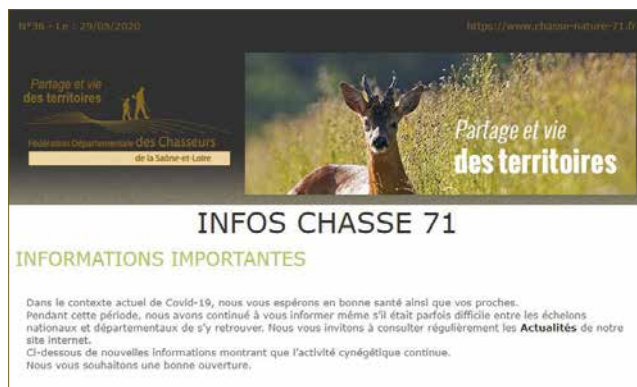 N°36 - Le : 29/05/2020
https://www.chasse-nature-71.fr
Partage et vie
des territoires
Fédération Départementale des Chasseurs
de la Saône-et-Loire
Partage et vie
des territoires
INFOS CHASSE 71
INFORMATIONS IMPORTANTES
Dans le contexte actuel de Covid-19, nous vous espérons en bonne santé ainsi que vos proches.
Pendant cette période, nous avons continué à vous informer même s'il était parfois difficile entre les échelons
nationaux et départementaux de s'y retrouver. Nous vous invitons à consulter régulièrement les Actualités de notre
site internet.
Ci-dessous de nouvelles informations montrant que l'activité cynégétique continue.
Nous vous souhaitons une bonne ouverture.